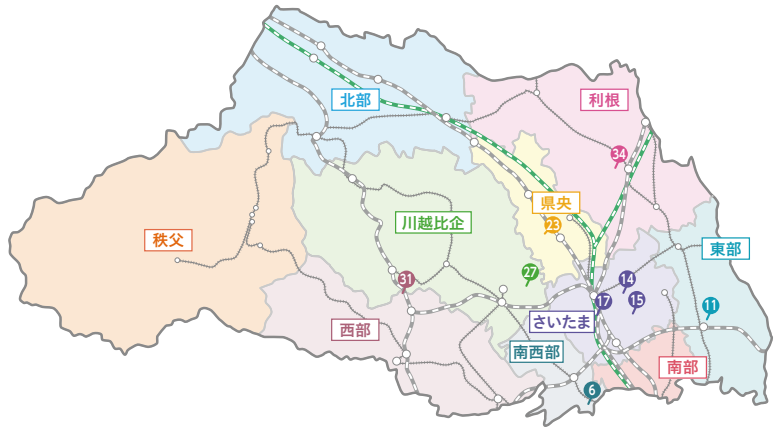 北部
利根
34
県央
23
秩父
川越比企
東部
27
31
14
17
15
11
さいたま
西部
南西部
南部
6